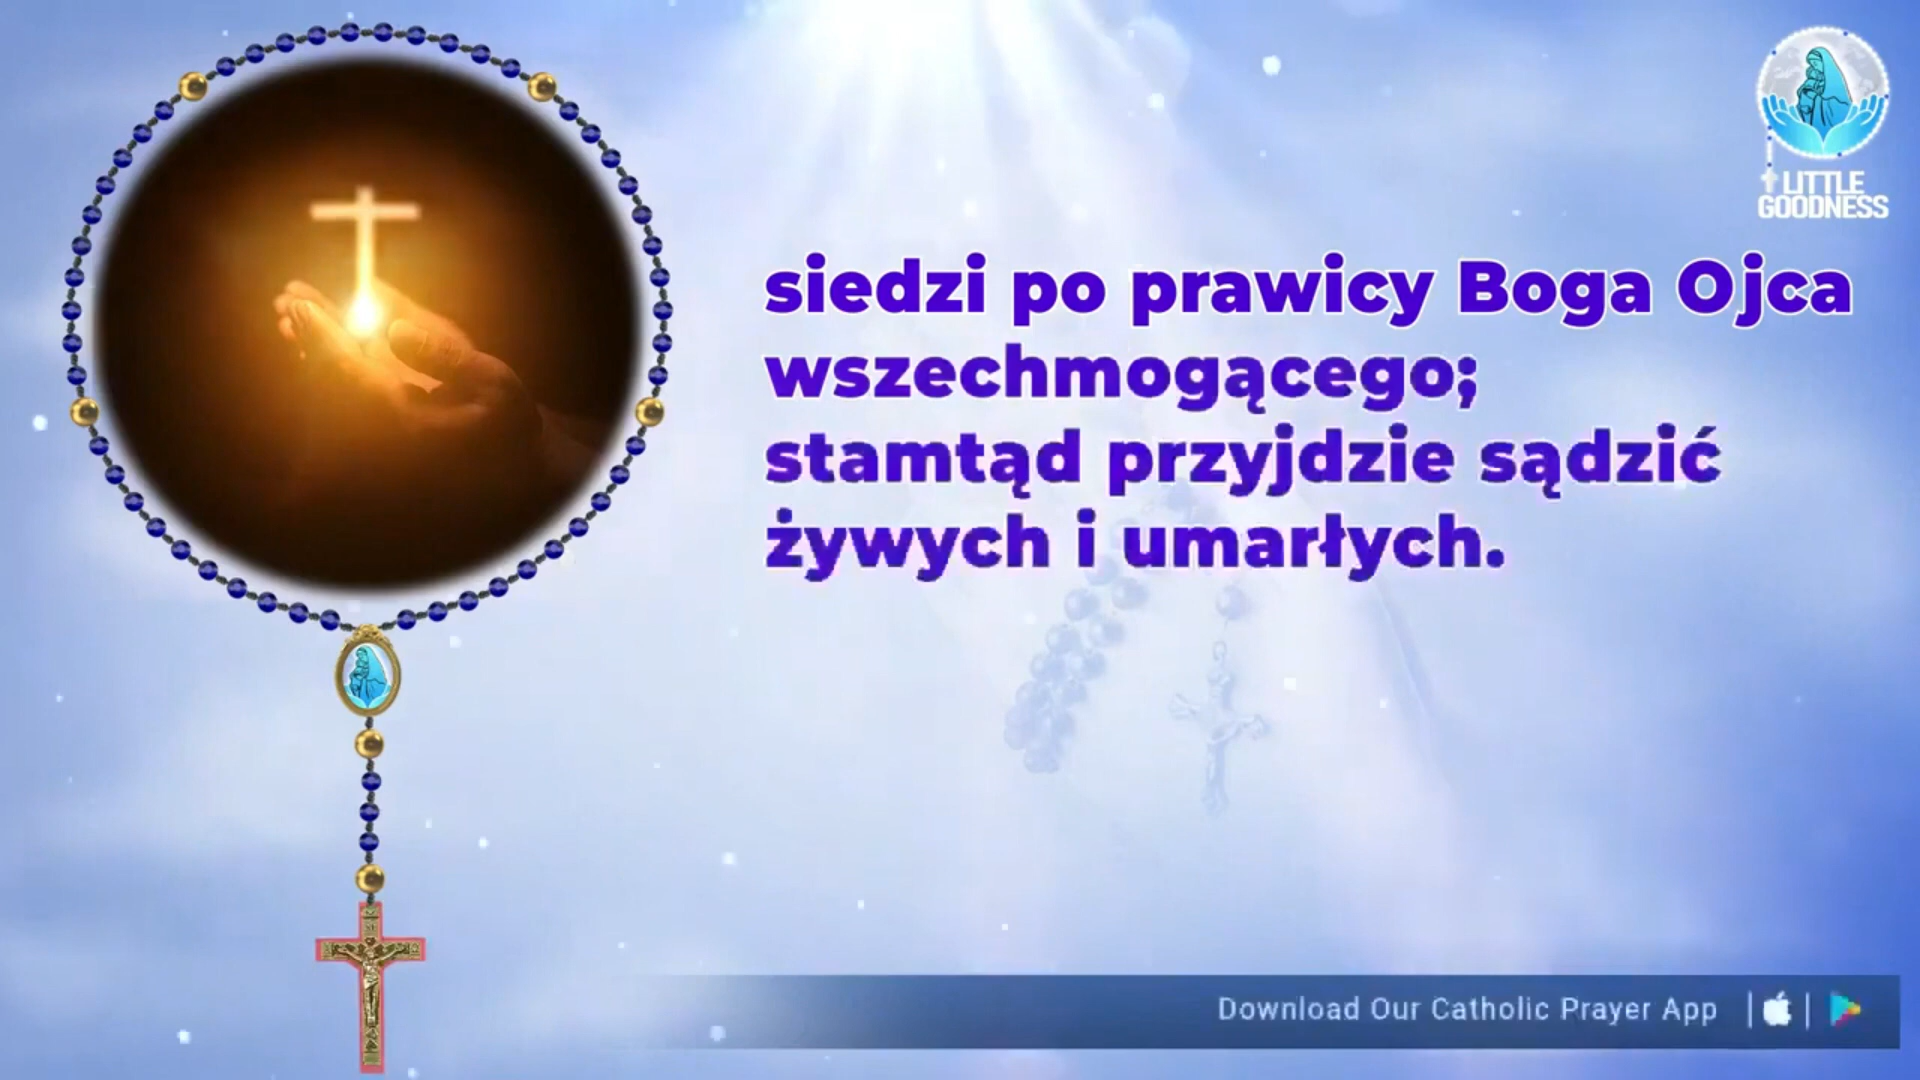 LITTLE
GOODNESS
siedzi po prawicy Boga Ojca
wszechmogącego;
stamtąd przyjdzie sądzić
żywych i umarłych.
Download Our Catholic Prayer App